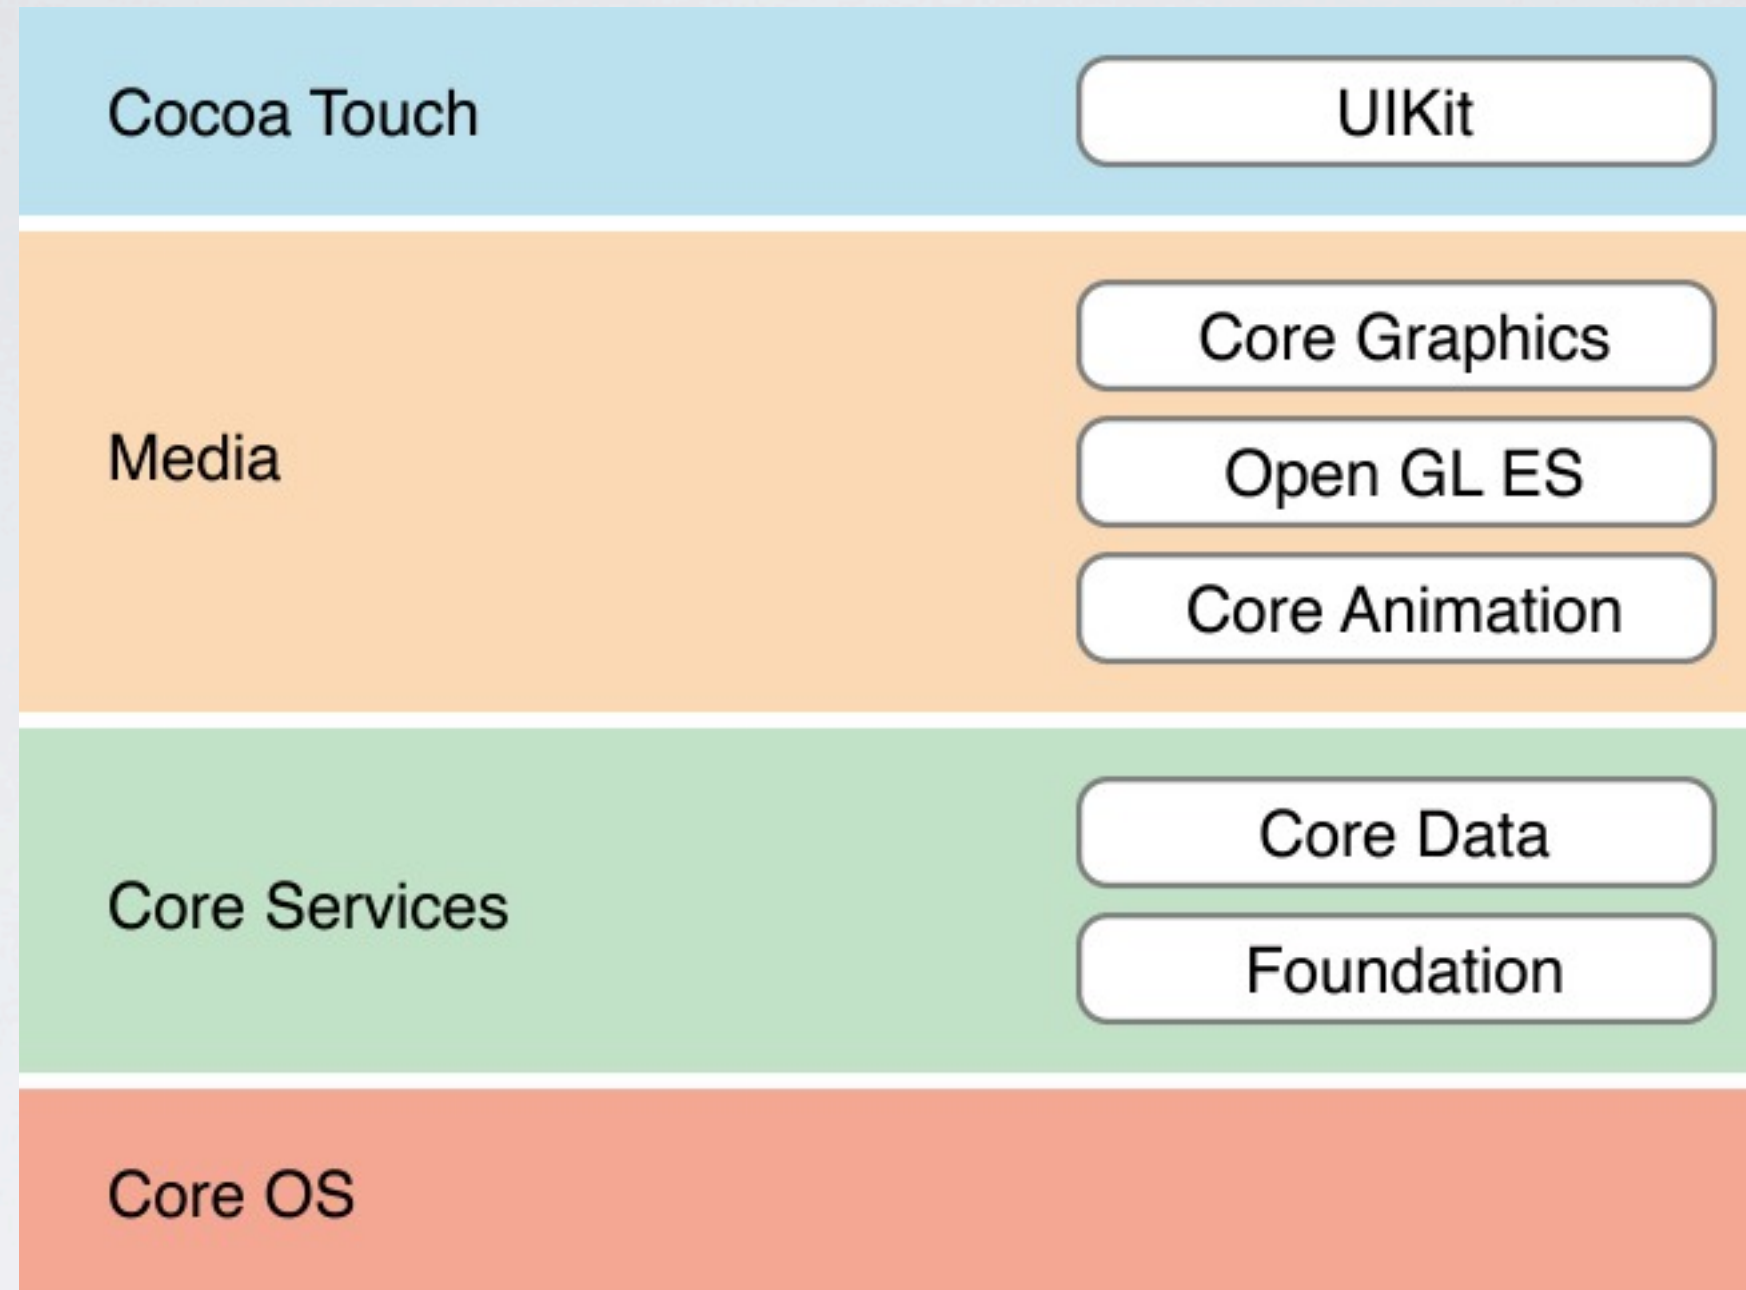 Cocoa Touch
UIKit
Media
Core Graphics
Open GL ES
Core Animation
Core Services
Core Data
Foundation
Core OS